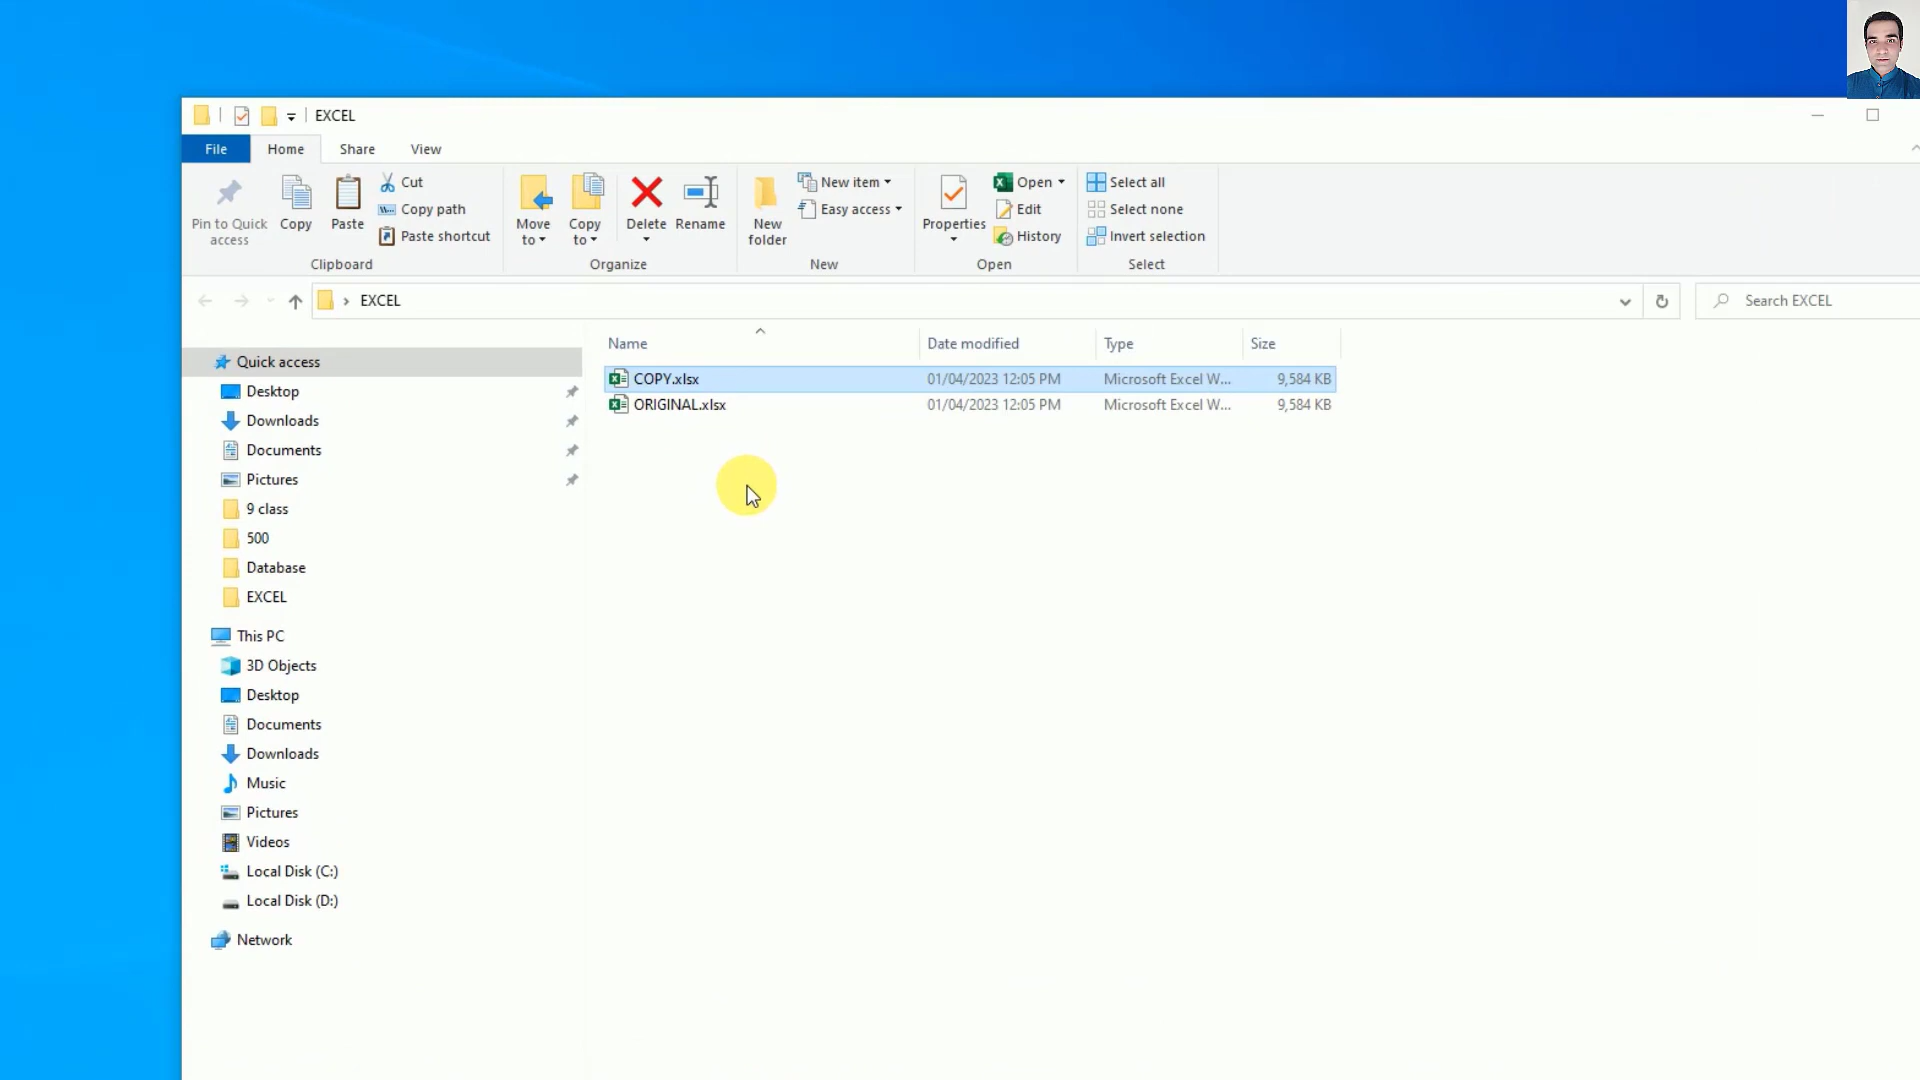 EXCEL
File Home Share View
Pin to Quick access
Copy
Paste
Cut
Copy path
Paste shortcut
Clipboard
Move to
Copy to
Delete
Rename
Organize
New folder
New item
Easy access
New
Properties
Open
Edit
History
Open
Select all
Select none
Invert selection
Select
EXCEL
Search EXCEL
Name Date modified Type Size
COPY.xlsx 01/04/2023 12:05 PM Microsoft Excel W... 9,584 KB
ORIGINAL.xlsx 01/04/2023 12:05 PM Microsoft Excel W... 9,584 KB
Quick access
Desktop
Downloads
Documents
Pictures
9 class
500
Database
EXCEL
This PC
3D Objects
Desktop
Documents
Downloads
Music
Pictures
Videos
Local Disk (C:)
Local Disk (D:)
Network